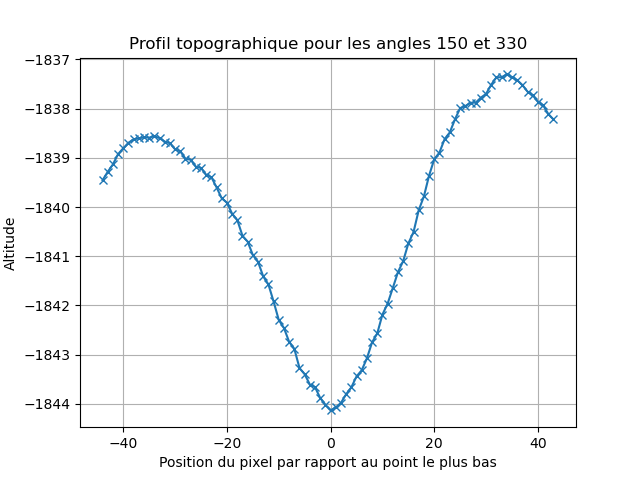 Profil topographique pour les angles 150 et 330
Altitude
−1837
−1838
−1839
−1840
−1841
−1842
−1843
−1844
−40 −20 0 20 40
Position du pixel par rapport au point le plus bas